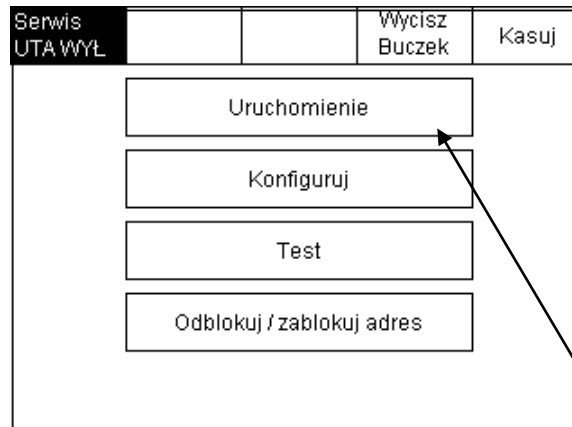 Serwis
UTA WYŁ
Wycisz
Buczek
Kasuj
Uruchomienie
Konfiguruj
Test
Odblokuj / zablokuj adres